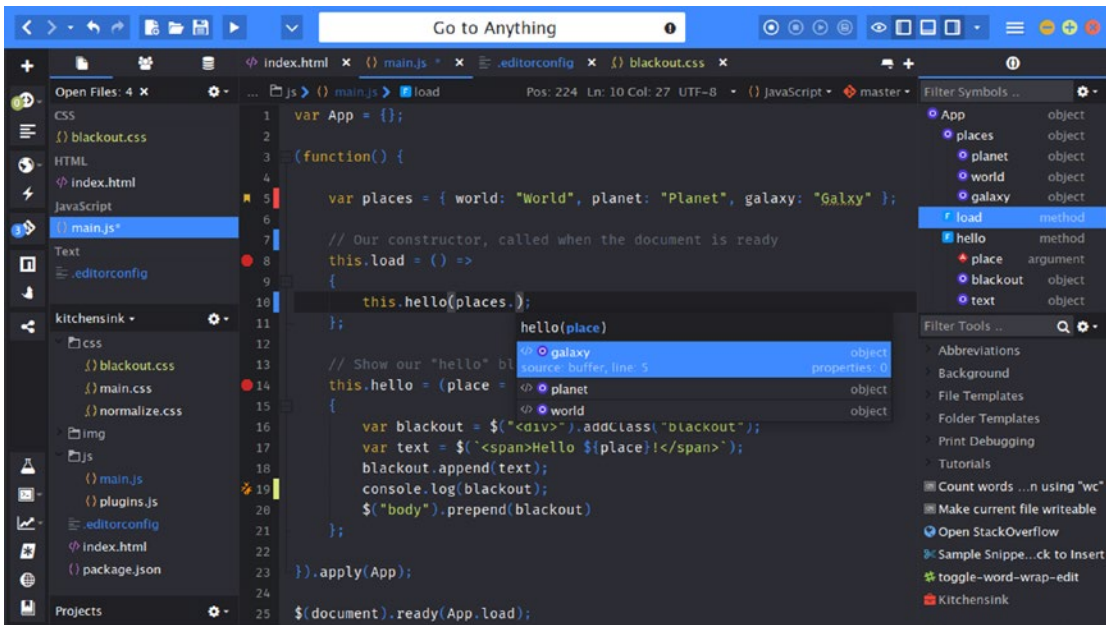 Go to Anything
Open Files: 4
CSS
blackout.css
HTML
index.html
JavaScript
main.js*
Text
.editorconfig
kitchensink
css
blackout.css
main.css
normalize.css
img
js
main.js
plugins.js
.editorconfig
index.html
package.json
Projects
index.html main.js * .editorconfig blackout.css
... js main.js load Pos: 224 Ln: 10 Col: 27 UTF-8 JavaScript master
1 var App = {};
2
3 (function() {
4
5 var places = { world: "World", planet: "Planet", galaxy: "Galxy" };
6
7 // Our constructor, called when the document is ready
8 this.load = () =>
9 {
10 this.hello(places.);
11 };
12
13 // Show our "hello" bl
14 this.hello = (place =
15 {
16 var blackout = $("<div>").addClass("blackout");
17 var text = $(`<span>Hello ${place}!</span>`);
18 blackout.append(text);
19 console.log(blackout);
20 $("body").prepend(blackout)
21 };
22
23 }).apply(App);
24
25 $(document).ready(App.load);
hello(place)
galaxy object
source: buffer, line: 5 properties: 0
planet object
world object
Filter Symbols ..
App object
places object
planet object
world object
galaxy object
load method
hello method
place argument
blackout object
text object
Filter Tools ..
Abbreviations
Background
File Templates
Folder Templates
Print Debugging
Tutorials
Count words ...n using "wc"
Make current file writeable
Open StackOverflow
Sample Snippe...ck to Insert
toggle-word-wrap-edit
Kitchensink